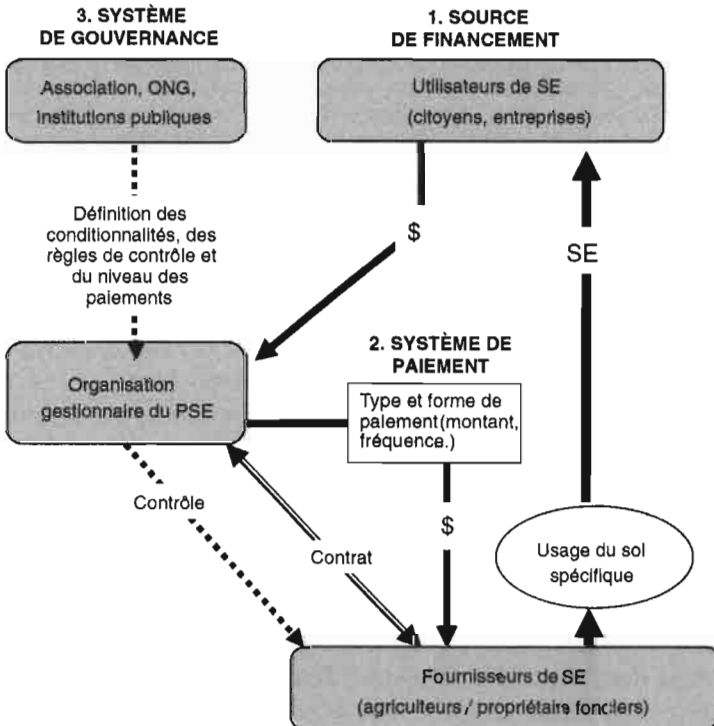 3. SYSTÈME
DE GOUVERNANCE
1. SOURCE
DE FINANCEMENT
Association, ONG,
institutions publiques
Utilisateurs de SE
(citoyens, entreprises)
Définition des
conditionnalités, des
règles de contrôle et
du niveau des
paiements
$
SE
2. SYSTÈME DE
PAIEMENT
Organisation
gestionnaire du PSE
Type et forme de
paiement(montant,
fréquence.)
Contrôle
$
Contrat
Usage du sol
spécifique
Fournisseurs de SE
(agriculteurs / propriétaire fonciers)